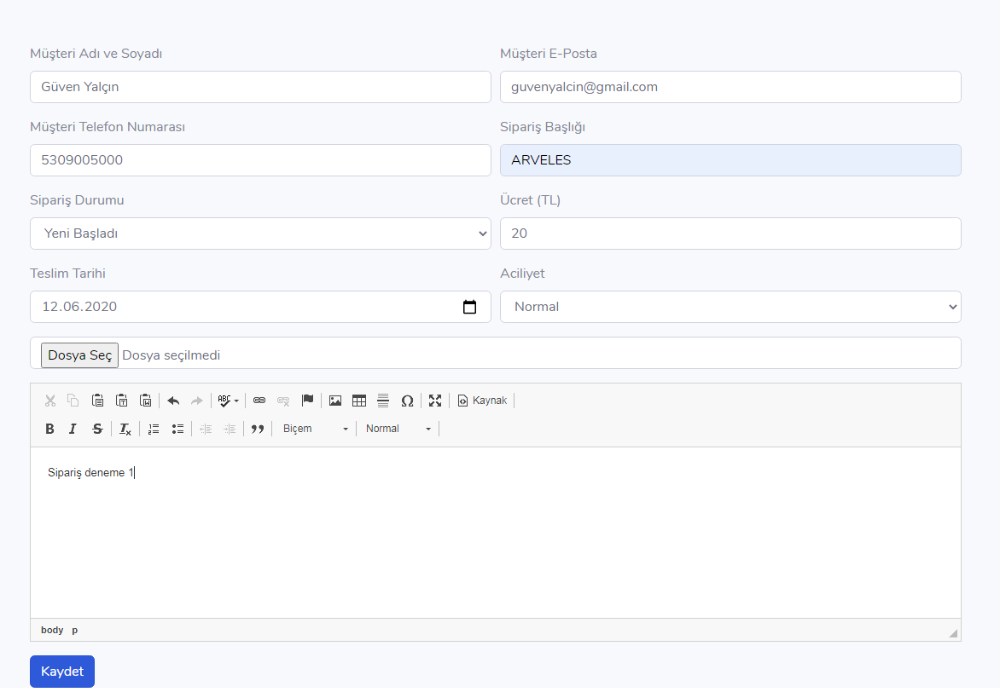 Müşteri Adı ve Soyadı Müşteri E-Posta
Güven Yalçın guvenyalcin@gmail.com
Müşteri Telefon Numarası Sipariş Başlığı
5309005000 ARVELES
Sipariş Durumu Ücret (TL)
Yeni Başladı 20
Teslim Tarihi Aciliyet
12.06.2020 Normal
Dosya Seç Dosya seçilmedi
ABC Kaynak
B I S Tx Biçem Normal
Sipariş deneme 1
body p
Kaydet